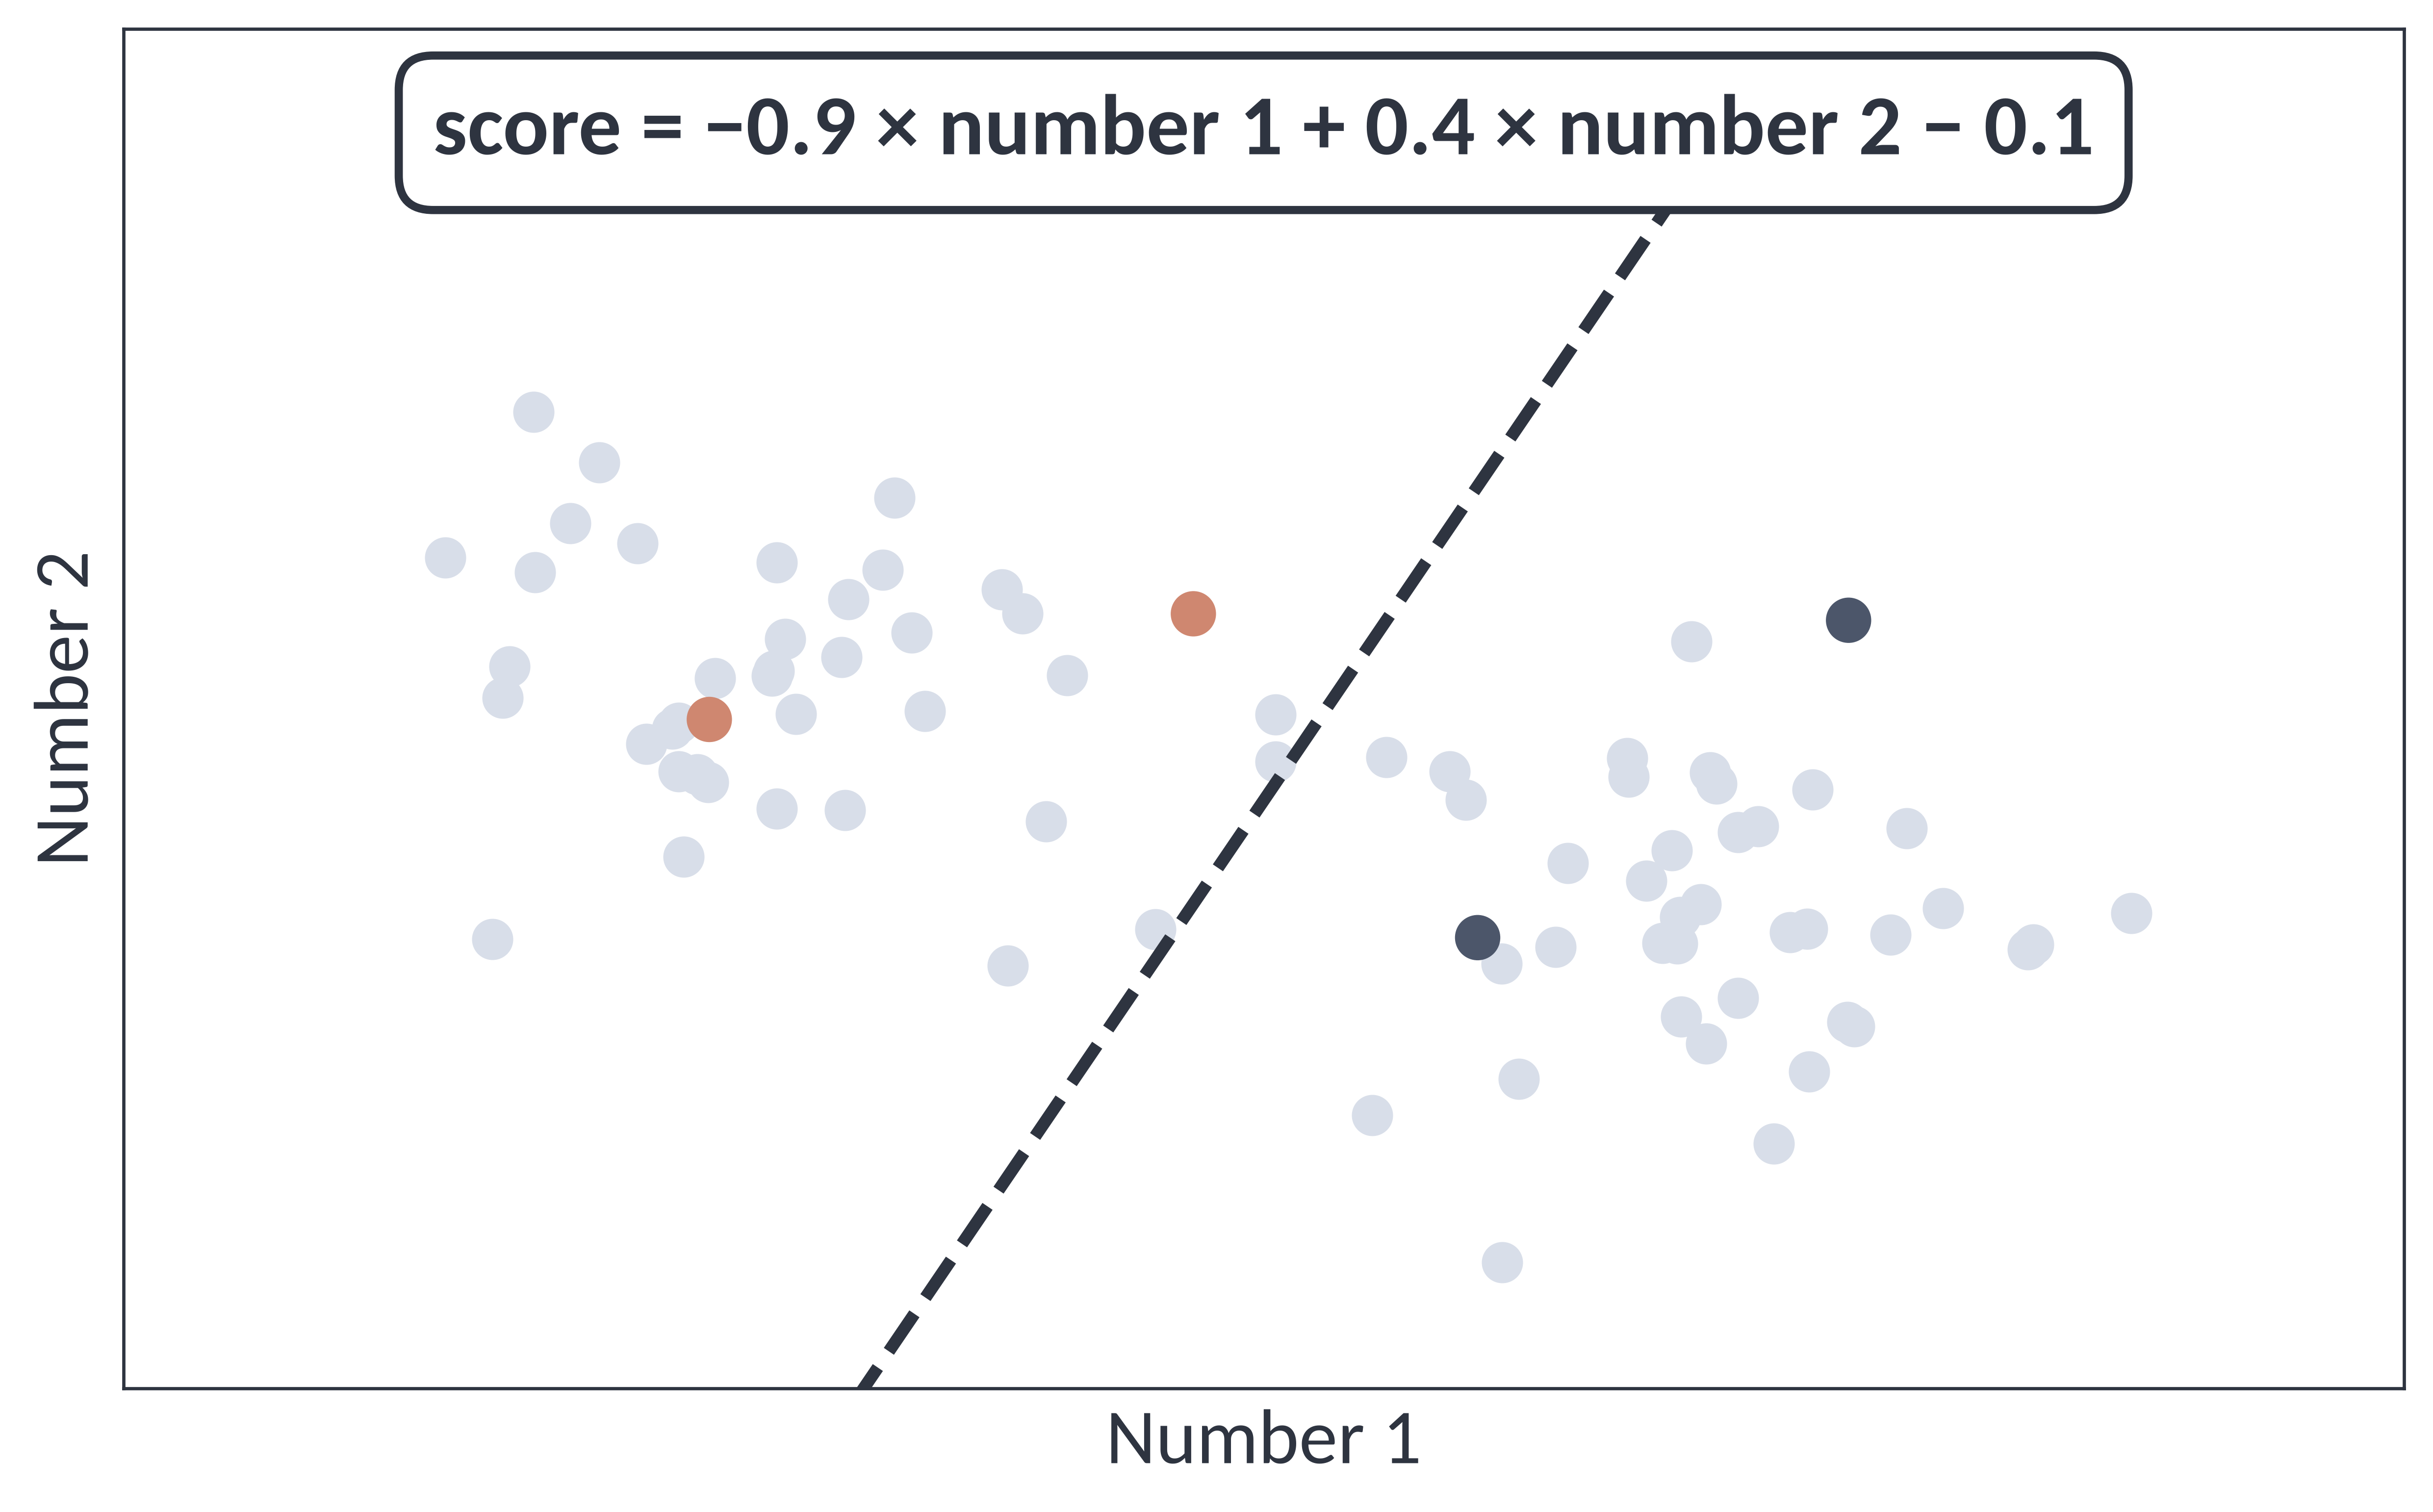 score = −0.9 × number 1 + 0.4 × number 2 − 0.1
Number 2
Number 1